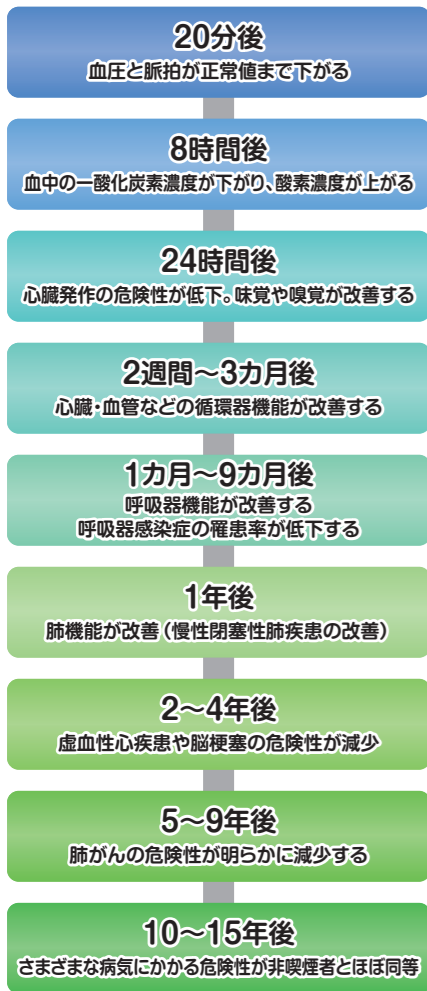 20分後
血圧と脈拍が正常値まで下がる
8時間後
血中の一酸化炭素濃度が下がり、酸素濃度が上がる
24時間後
心臓発作の危険性が低下。味覚や嗅覚が改善する
2週間～3カ月後
心臓・血管などの循環器機能が改善する
1カ月～9カ月後
呼吸器機能が改善する
呼吸器感染症の罹患率が低下する
1年後
肺機能が改善（慢性閉塞性肺疾患の改善）
2～4年後
虚血性心疾患や脳梗塞の危険性が減少
5～9年後
肺がんの危険性が明らかに減少する
10～15年後
さまざまな病気にかかる危険性が非喫煙者とほぼ同等